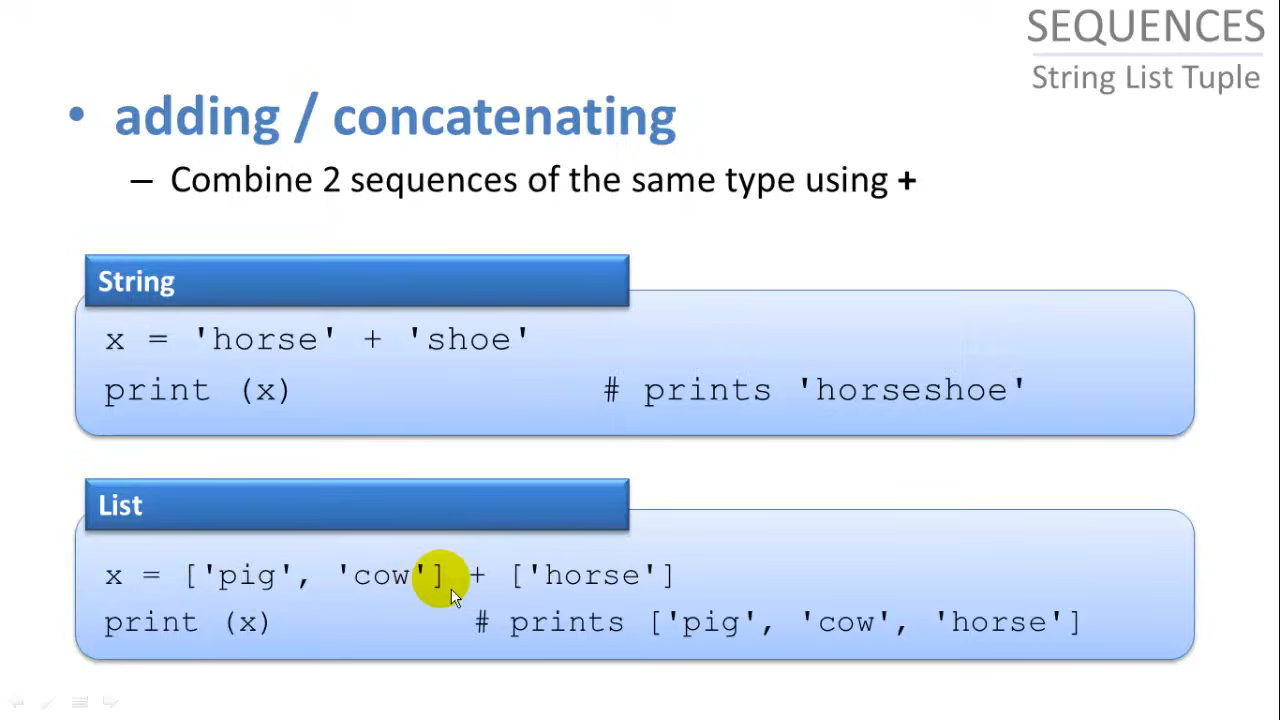 SEQUENCES
String List Tuple
• adding / concatenating
– Combine 2 sequences of the same type using +
String
x = 'horse' + 'shoe'
print (x) # prints 'horseshoe'
List
x = ['pig', 'cow'] + ['horse']
print (x) # prints ['pig', 'cow', 'horse']